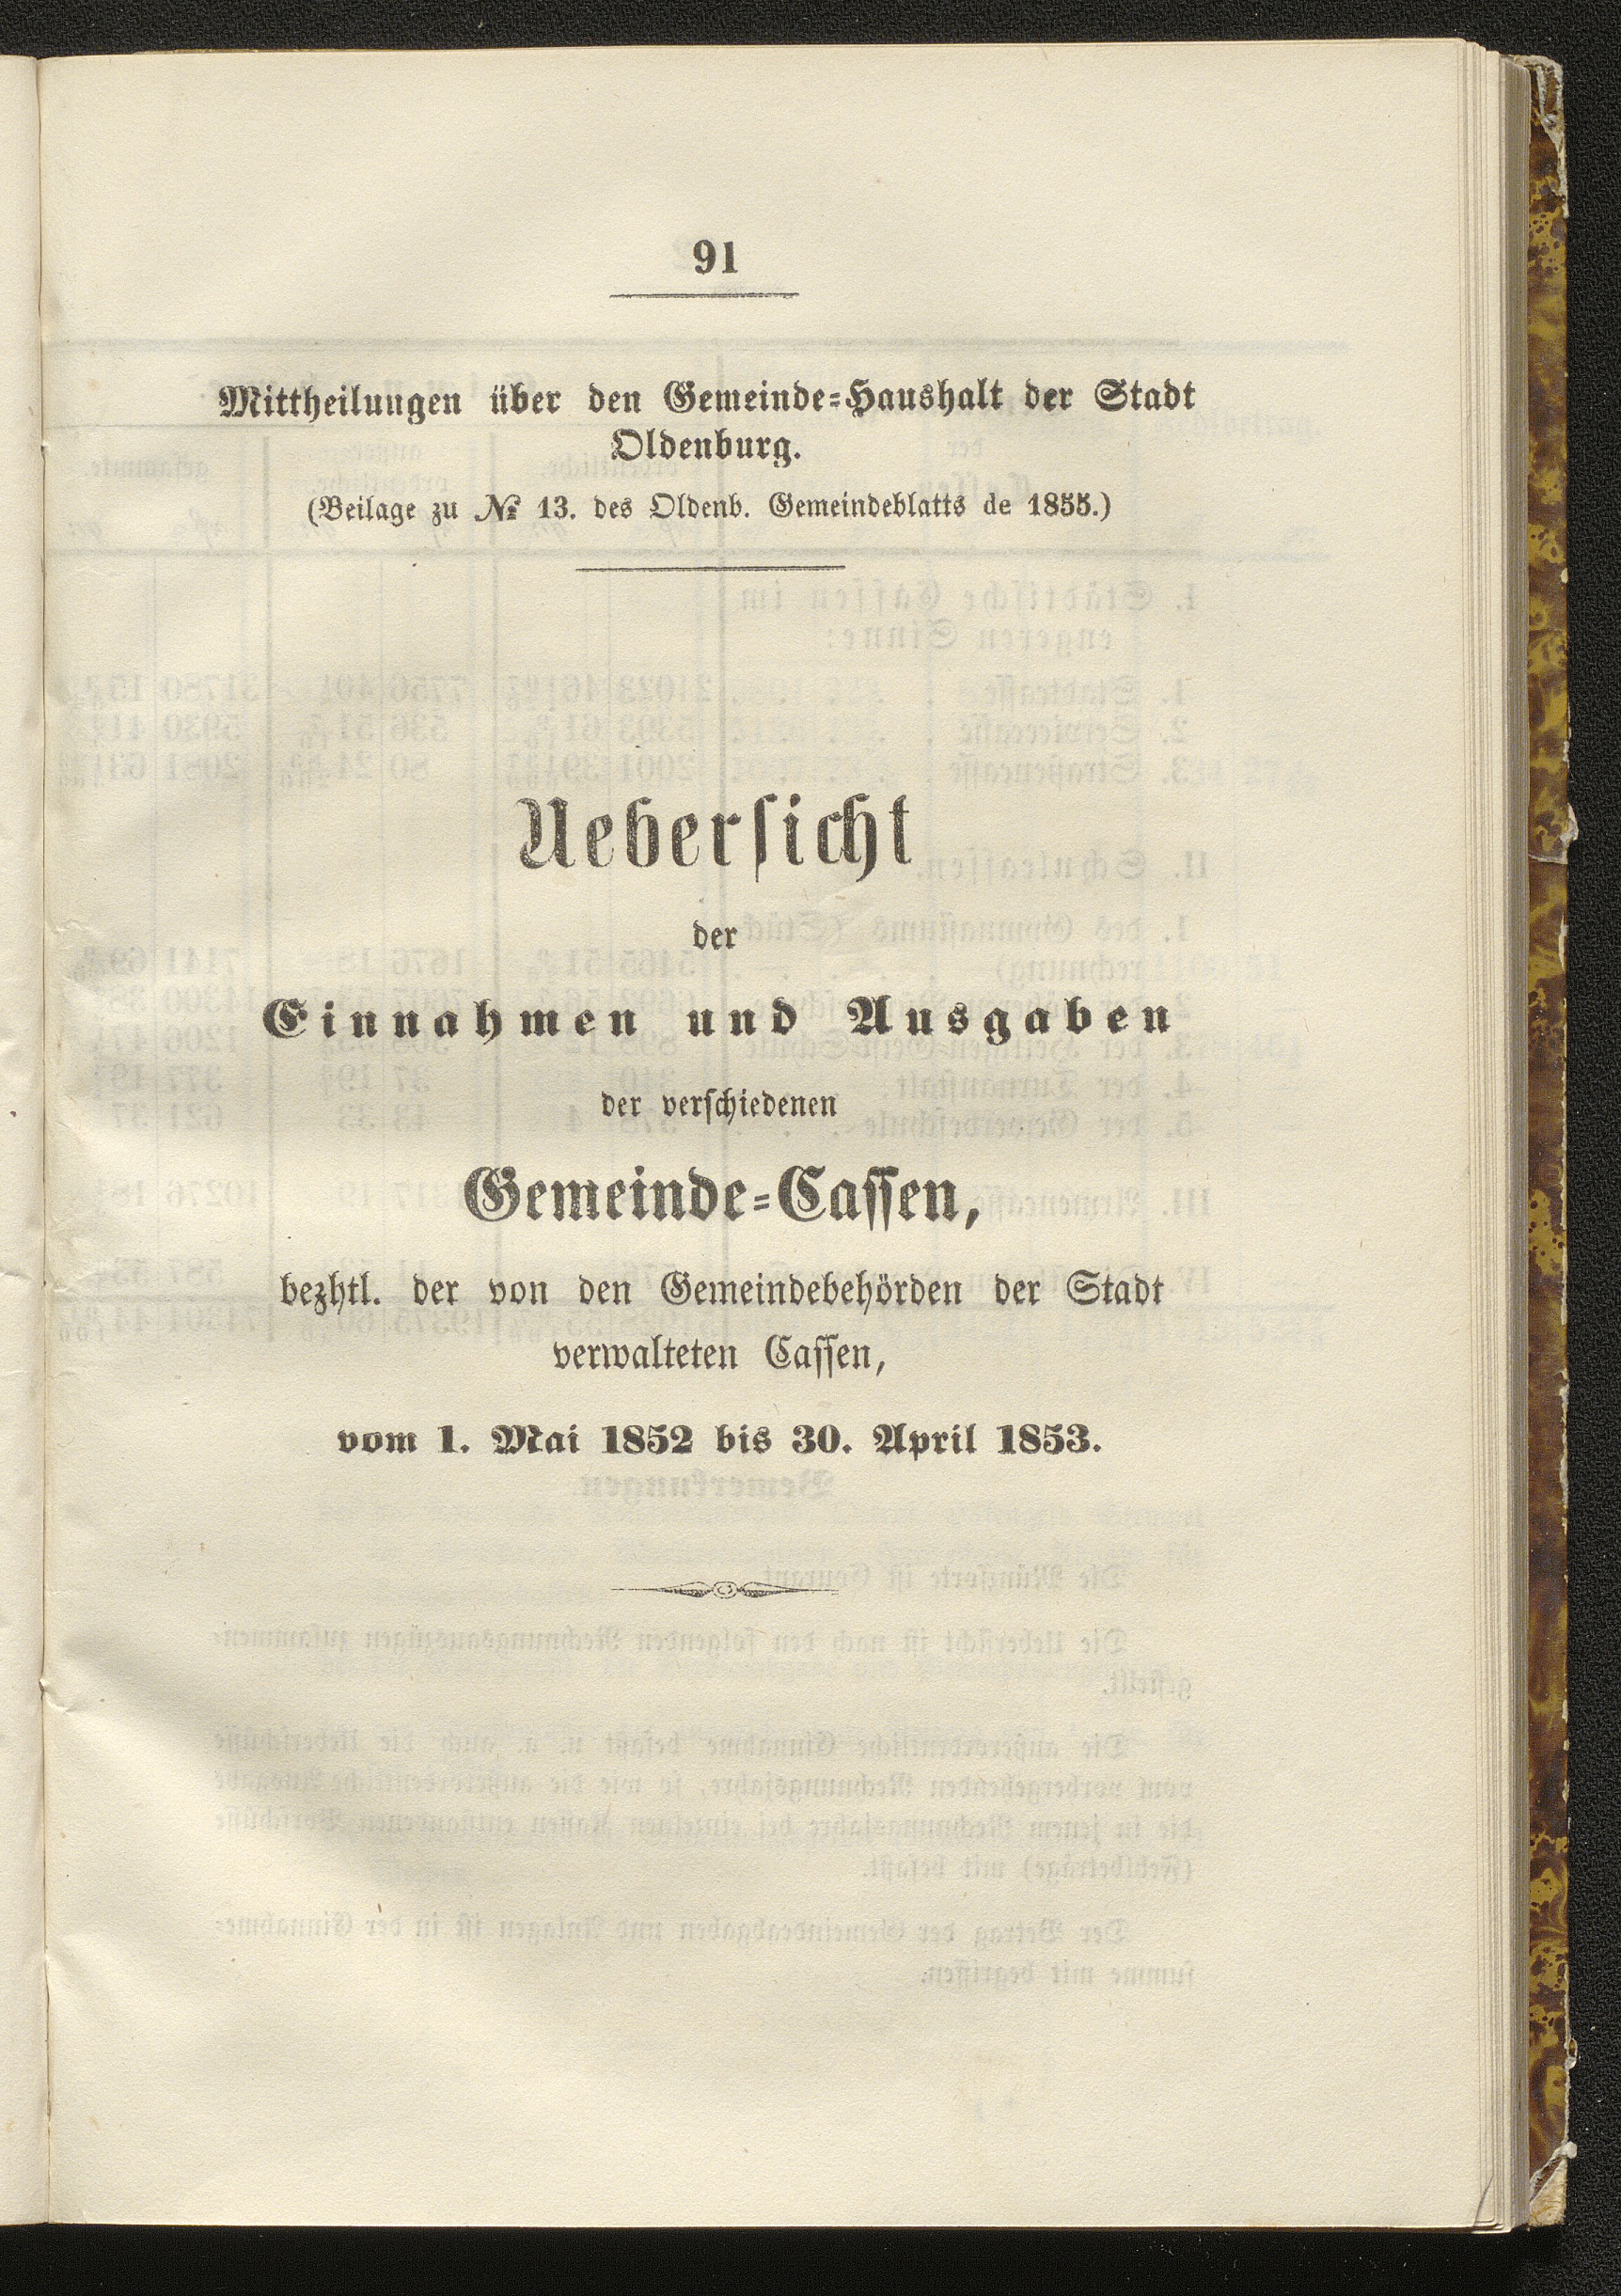 91
Mittheilungen über den Gemeinde=Haushalt der Stadt
Oldenburg.
(Beilage zu № 13. des Oldenb. Gemeindeblatts de 1855.)
Uebersicht
der
Einnahmen und Ausgaben
der verschiedenen
Gemeinde=Cassen,
bezhtl. der von den Gemeindebehörden der Stadt
verwalteten Cassen,
vom 1. Mai 1852 bis 30. April 1853.